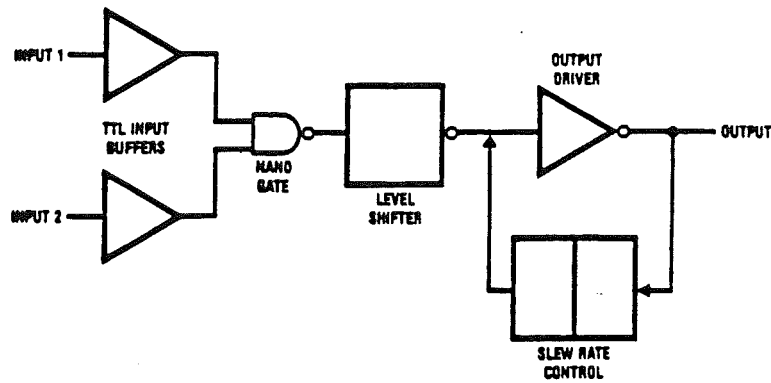 INPUT 1
TTL INPUT
BUFFERS
INPUT 2
NAND
GATE
LEVEL
SHIFTER
OUTPUT
DRIVER
OUTPUT
SLEW RATE
CONTROL